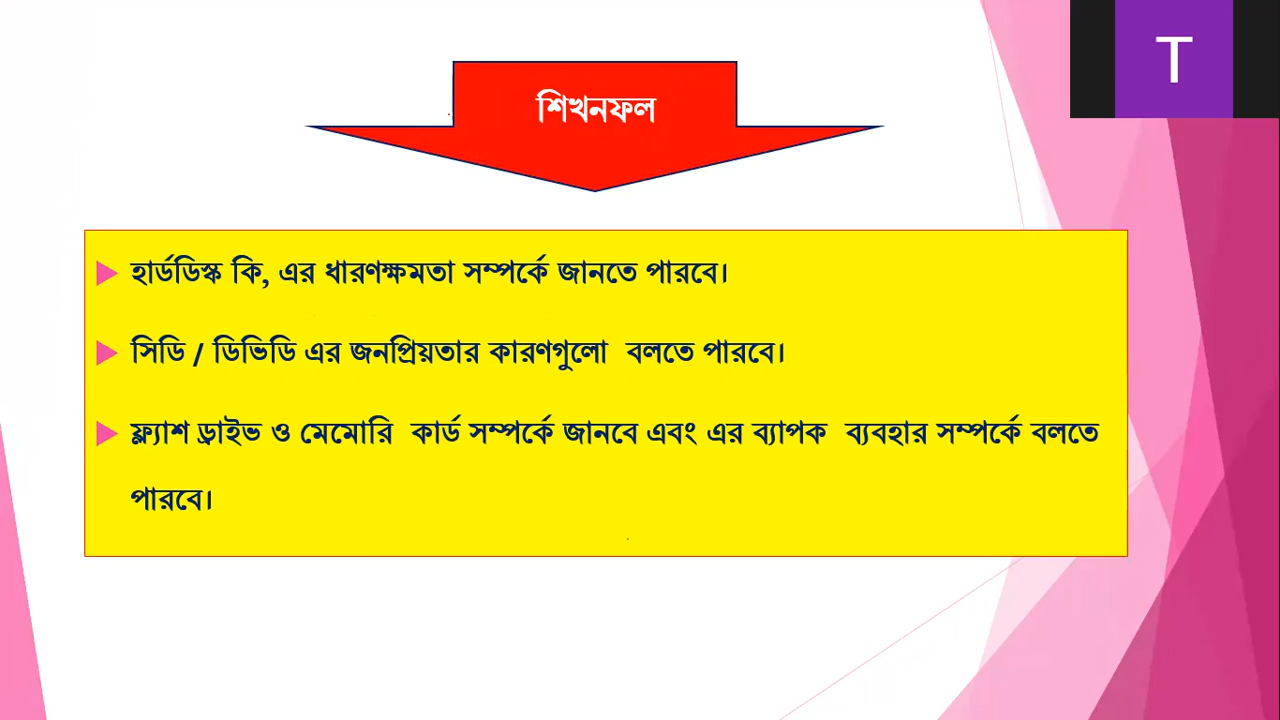 T
শিখনফল
হার্ডডিস্ক কি, এর ধারণক্ষমতা সম্পর্কে জানতে পারবে।
সিডি / ডিভিডি এর জনপ্রিয়তার কারণগুলো বলতে পারবে।
ফ্ল্যাশ ড্রাইভ ও মেমোরি কার্ড সম্পর্কে জানবে এবং এর ব্যাপক ব্যবহার সম্পর্কে বলতে
পারবে।